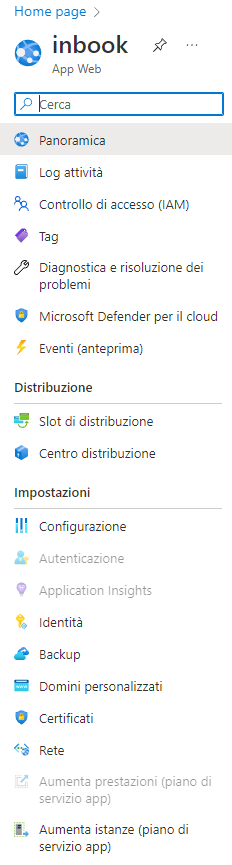 Home page
inbook
App Web
Cerca
Panoramica
Log attività
Controllo di accesso (IAM)
Tag
Diagnostica e risoluzione dei
problemi
Microsoft Defender per il cloud
Eventi (anteprima)
Distribuzione
Slot di distribuzione
Centro distribuzione
Impostazioni
Configurazione
Autenticazione
Application Insights
Identità
Backup
Domini personalizzati
Certificati
Rete
Aumenta prestazioni (piano di
servizio app)
Aumenta istanze (piano di
servizio app)